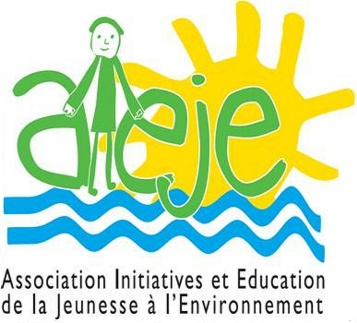 aieje
Association Initiatives et Education
de la Jeunesse à l'Environnement